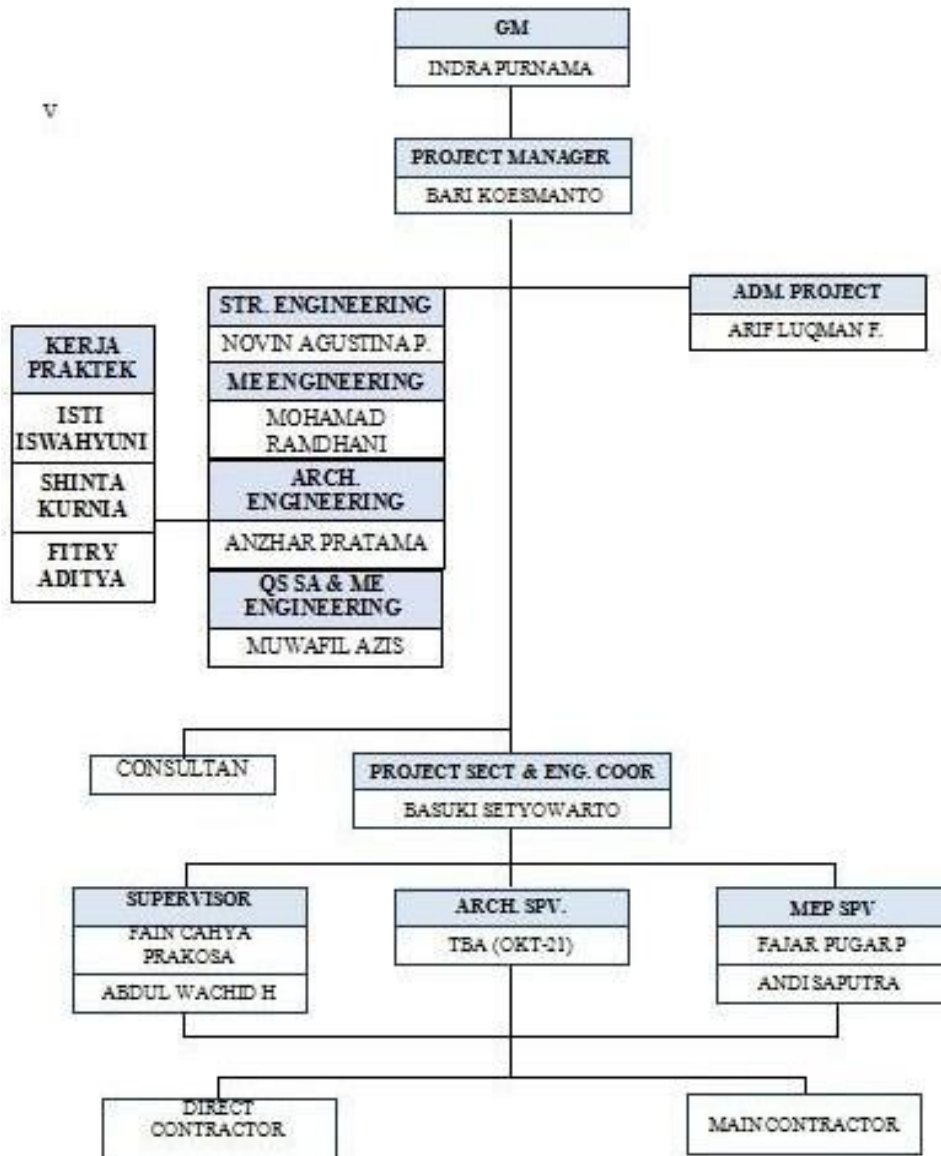 GM
INDRA PURNAMA
V
PROJECT MANAGER
BARI KOESMANTO
ADM. PROJECT
ARIF LUQMAN F.
STR. ENGINEERING
NOVIN AGUSTINA P.
ME ENGINEERING
MOHAMAD
RAMDHANI
ARCH.
ENGINEERING
ANZHAR PRATAMA
QS SA & ME
ENGINEERING
MUWAFIL AZIS
KERJA
PRAKTEK
ISTI
ISWAHYUNI
SHINTA
KURNIA
FITRY
ADITYA
CONSULTAN
PROJECT SECT & ENG. COOR
BASUKI SETYOWARTO
SUPERVISOR
FAIN CAHYA
PRAKOSA
ABDUL WACHID H
ARCH. SPV.
TBA (OKT-21)
MEP SPV
FAJAR PUGAR P
ANDI SAPUTRA
DIRECT
CONTRACTOR
MAIN CONTRACTOR